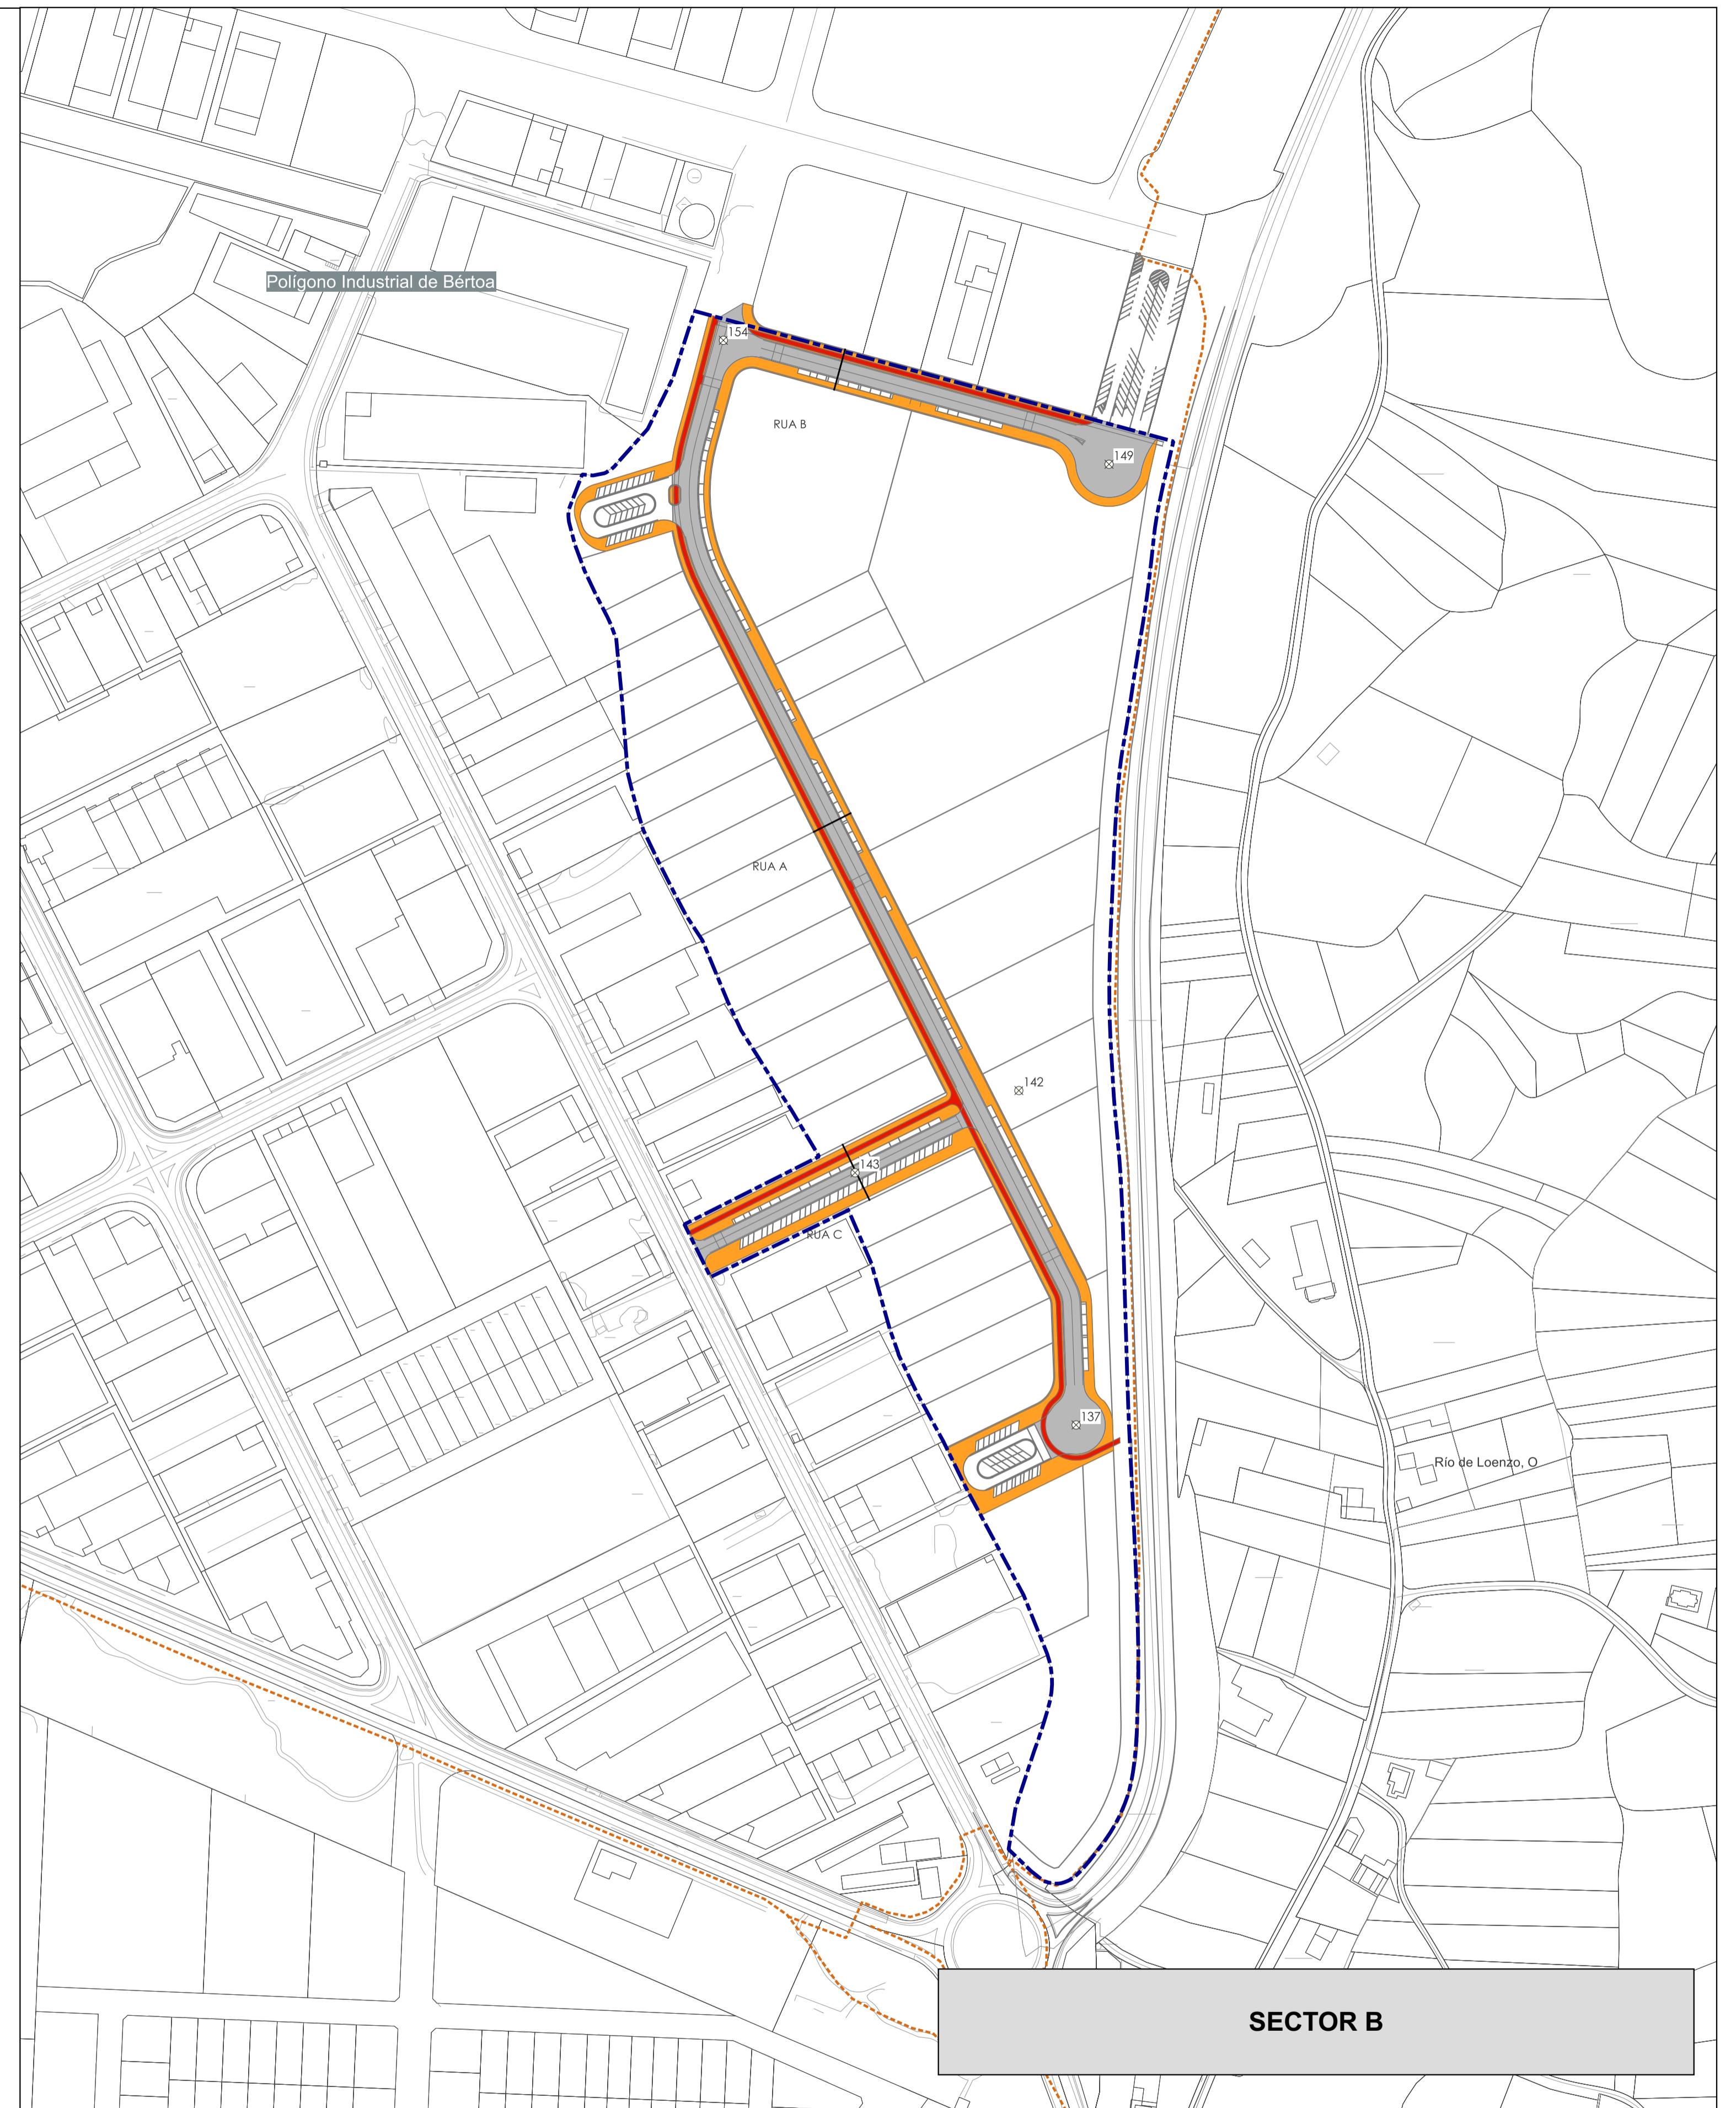 Polígono Industrial de Bértoa
154
RUA B
149
RUA A
142
143
RUA C
137
Río de Loenzo, O
SECTOR B